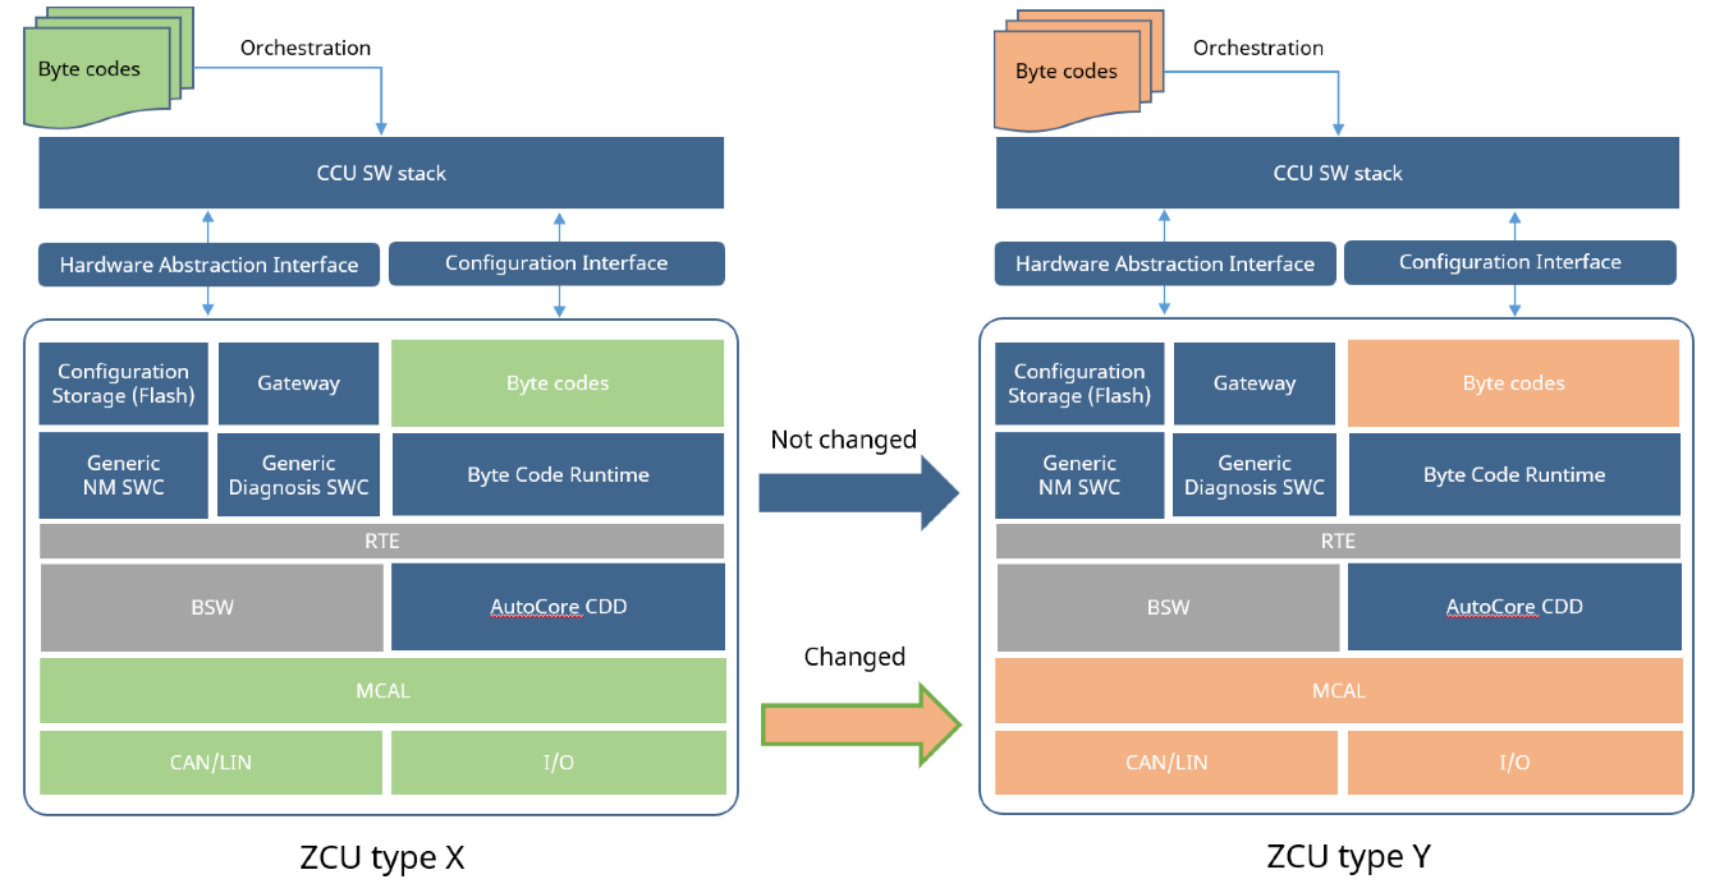 Byte codes
Orchestration
CCU SW stack
Hardware Abstraction Interface
Configuration Interface
Configuration
Storage (Flash)
Gateway
Byte codes
Generic
NM SWC
Generic
Diagnosis SWC
Byte Code Runtime
RTE
BSW
AutoCore CDD
MCAL
CAN/LIN
I/O
ZCU type X
Not changed
Changed
Byte codes
Orchestration
CCU SW stack
Hardware Abstraction Interface
Configuration Interface
Configuration
Storage (Flash)
Gateway
Byte codes
Generic
NM SWC
Generic
Diagnosis SWC
Byte Code Runtime
RTE
BSW
AutoCore CDD
MCAL
CAN/LIN
I/O
ZCU type Y